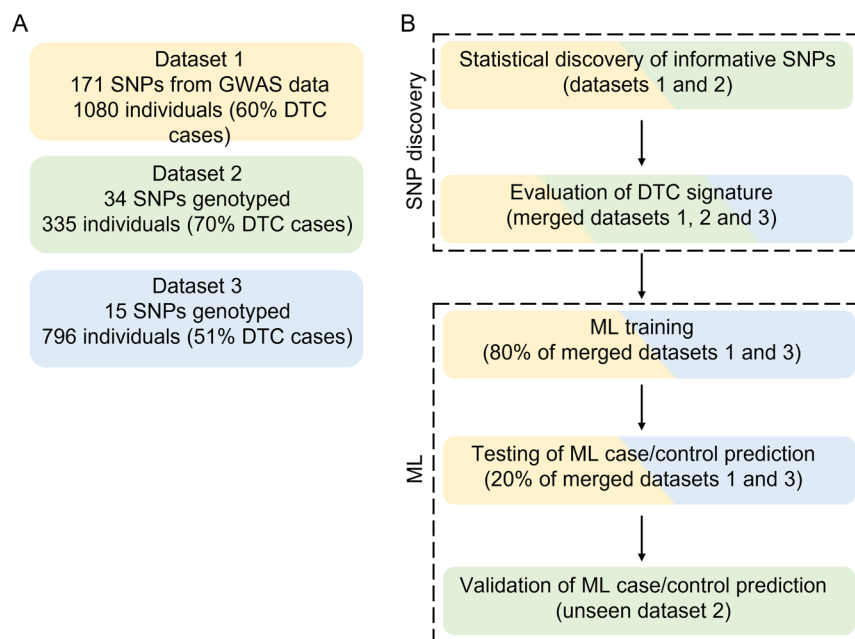 A
Dataset 1
171 SNPs from GWAS data
1080 individuals (60% DTC
cases)
Dataset 2
34 SNPs genotyped
335 individuals (70% DTC cases)
Dataset 3
15 SNPs genotyped
796 individuals (51% DTC cases)
B
SNP discovery
Statistical discovery of informative SNPs
(datasets 1 and 2)
Evaluation of DTC signature
(merged datasets 1, 2 and 3)
ML
ML training
(80% of merged datasets 1 and 3)
Testing of ML case/control prediction
(20% of merged datasets 1 and 3)
Validation of ML case/control prediction
(unseen dataset 2)